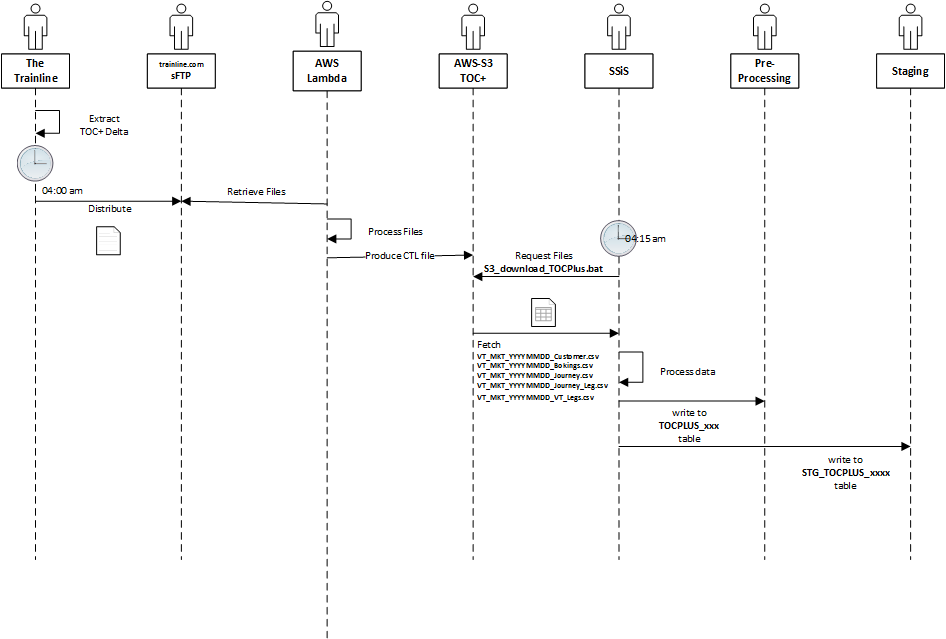 The
Trainline
trainline.com
sFTP
AWS
Lambda
AWS-S3
TOC+
SSiS
Pre-
Processing
Staging
Extract
TOC+ Delta
04:00 am
Distribute
Retrieve Files
Process Files
Produce CTL file
04:15 am
Request Files
S3_download_TOCPlus.bat
Fetch
VT_MKT_YYYYMMDD_Customer.csv
VT_MKT_YYYYMMDD_Bokings.csv
VT_MKT_YYYYMMDD_Journey.csv
VT_MKT_YYYYMMDD_Journey_Leg.csv
VT_MKT_YYYYMMDD_VT_Legs.csv
Process data
write to
TOCPLUS_xxx
table
write to
STG_TOCPLUS_xxxx
table